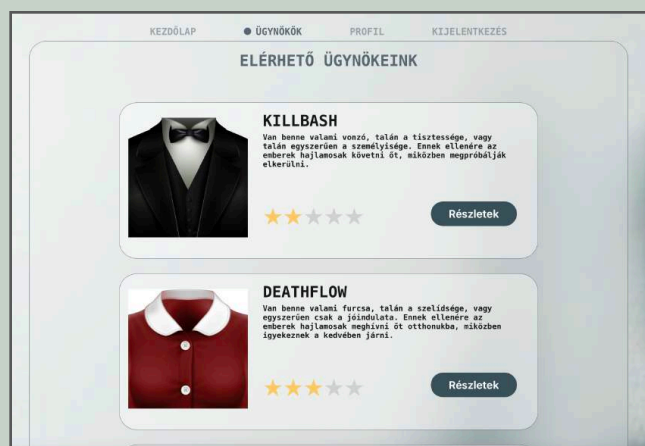 KEZDŐLAP ÜGYNÖKÖK PROFIL KIJELENTKEZÉS
ELÉRHETŐ ÜGYNÖKEINK
KILLBASH
Van benne valami vonzó, talán a tisztessége, vagy
talán egyszerűen a személyisége. Ennek ellenére az
emberek hajlamosak követni őt, miközben megpróbálják
elkerülni.
Részletek
DEATHFLOW
Van benne valami furcsa, talán a szelídsége, vagy
egyszerűen csak a jóindulata. Ennek ellenére az
emberek hajlamosak meghívni őt otthonukba, miközben
igyekeznek a kedvében járni.
Részletek